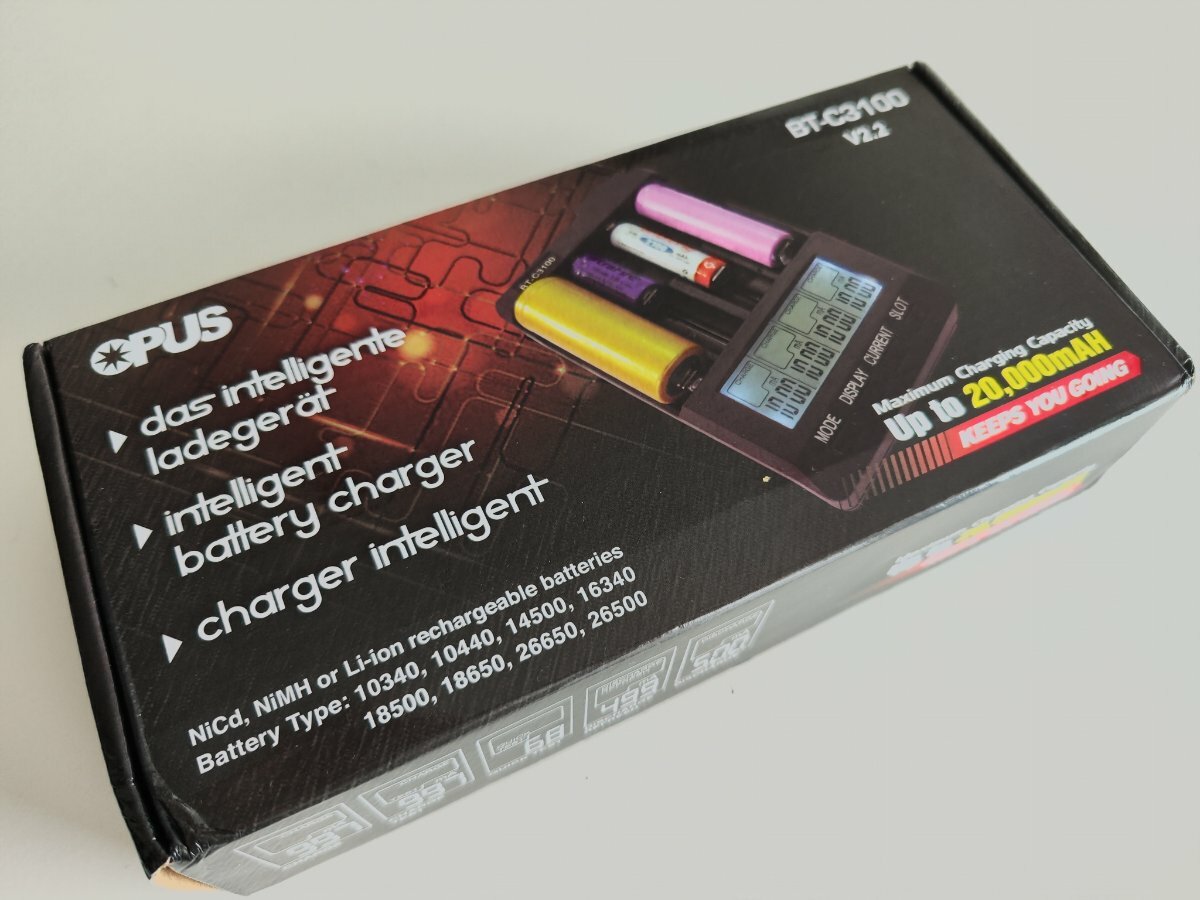 BT-C3100
V2.2
OPUS
das intelligente
ladegerät
intelligent
battery charger
charger intelligent
BT-C3100
MODE DISPLAY CURRENT SLOT
Maximum Charging Capacity
Up to 20,000mAH
KEEPS YOU GOING
NiCd, NiMH or Li-ion rechargeable batteries
Battery Type: 10340, 10440, 14500, 16340
18500, 18650, 26650, 26500